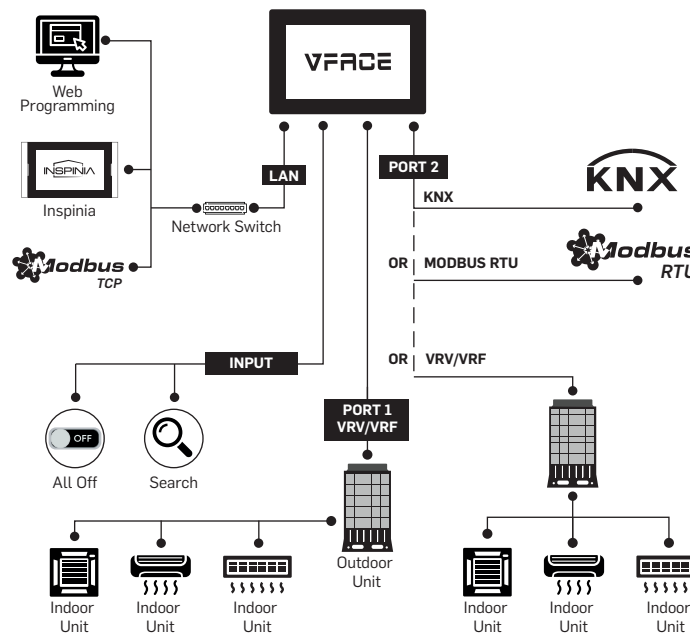 VFACE
Web
Programming
INSPINIA
Inspinia
LAN
Network Switch
Modbus
TCP
PORT 2
KNX
KNX
OR MODBUS RTU
Modbus
RTU
OR VRV/VRF
INPUT
OFF
All Off
Search
PORT 1
VRV/VRF
Outdoor
Unit
Indoor
Unit
Indoor
Unit
Indoor
Unit
Indoor
Unit
Indoor
Unit
Indoor
Unit